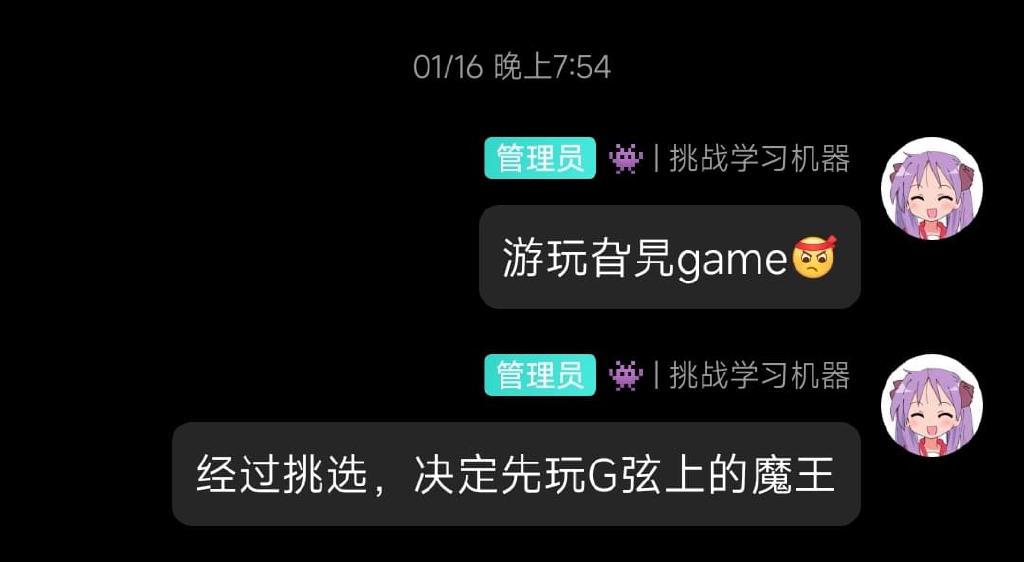 01/16 晚上7:54
管理员 👾 | 挑战学习机器
游玩旮旯game
管理员 👾 | 挑战学习机器
经过挑选，决定先玩G弦上的魔王